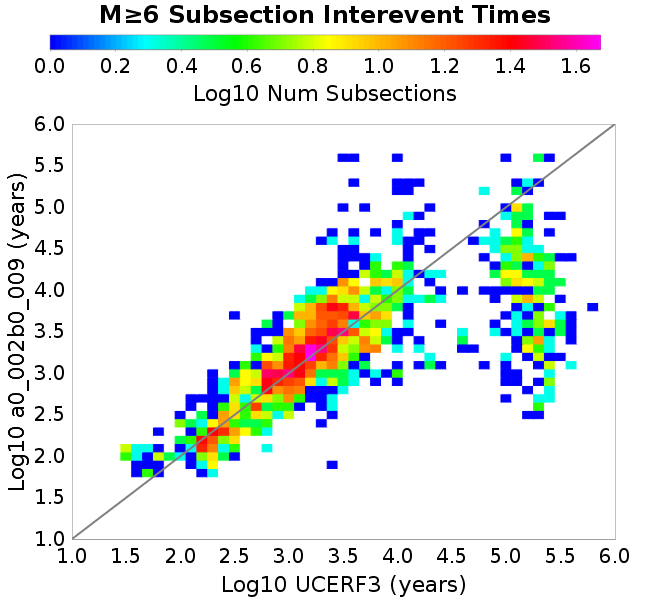 M≥6 Subsection Interevent Times
0.0 0.2 0.4 0.6 0.8 1.0 1.2 1.4 1.6
Log10 Num Subsections
Log10 a0_002b0_009 (years)
6.0
5.5
5.0
4.5
4.0
3.5
3.0
2.5
2.0
1.5
1.0
1.0 1.5 2.0 2.5 3.0 3.5 4.0 4.5 5.0 5.5 6.0
Log10 UCERF3 (years)